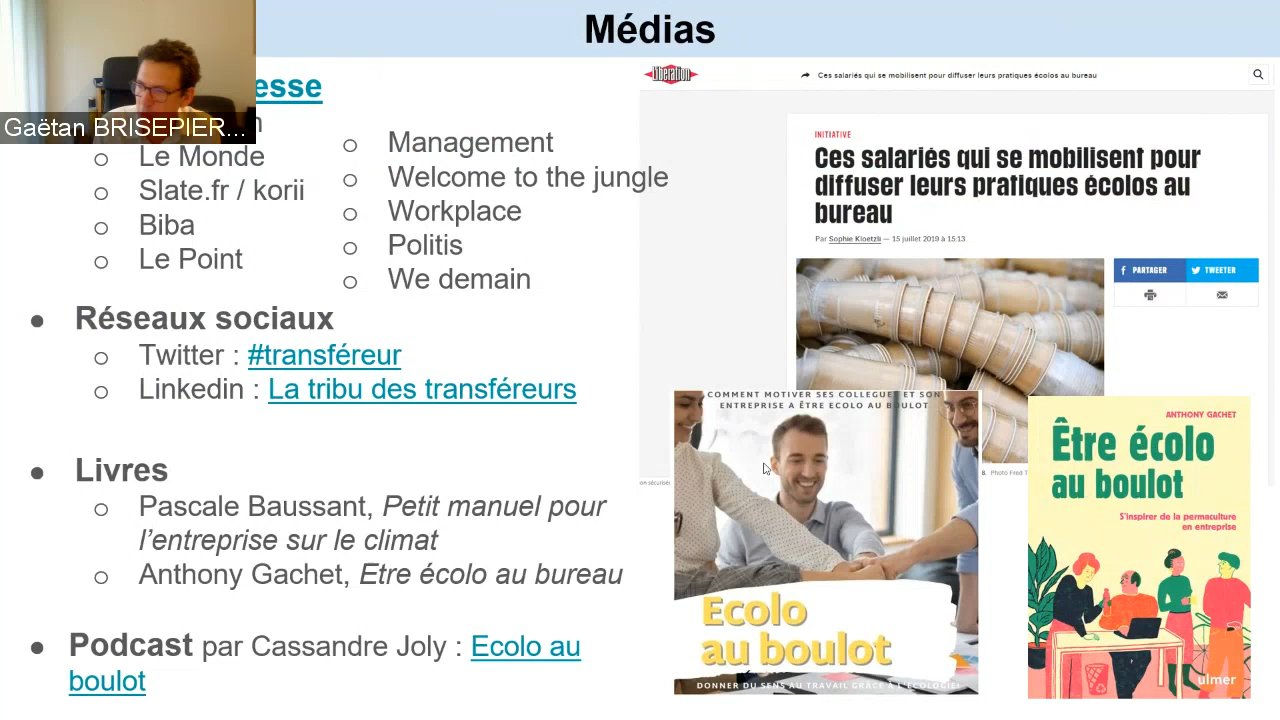 Médias
esse
Gaëtan BRISEPIER...
Le Monde
Slate.fr / korii
Biba
Le Point
Management
Welcome to the jungle
Workplace
Politis
We demain
Réseaux sociaux
Twitter : #transféreur
Linkedin : La tribu des transféreurs
Livres
Pascale Baussant, Petit manuel pour
l'entreprise sur le climat
Anthony Gachet, Etre écolo au bureau
Podcast par Cassandre Joly : Ecolo au
boulot
Libération
Ces salariés qui se mobilisent pour diffuser leurs pratiques écolos au bureau
INITIATIVE
Ces salariés qui se mobilisent pour
diffuser leurs pratiques écolos au
bureau
Par Sophie Kloetzli — 15 juillet 2019 à 15:13
PARTAGER
TWEETER
Photo Fred T
COMMENT MOTIVER SES COLLEGUES ET SON
ENTREPRISE A ÊTRE ECOLO AU BOULOT
Ecolo
au boulot
DONNER DU SENS AU TRAVAIL GRÂCE À L'ÉCOLOGIE!
ANTHONY GACHET
Être écolo
au boulot
S'inspirer de la permaculture
en entreprise
ulmer